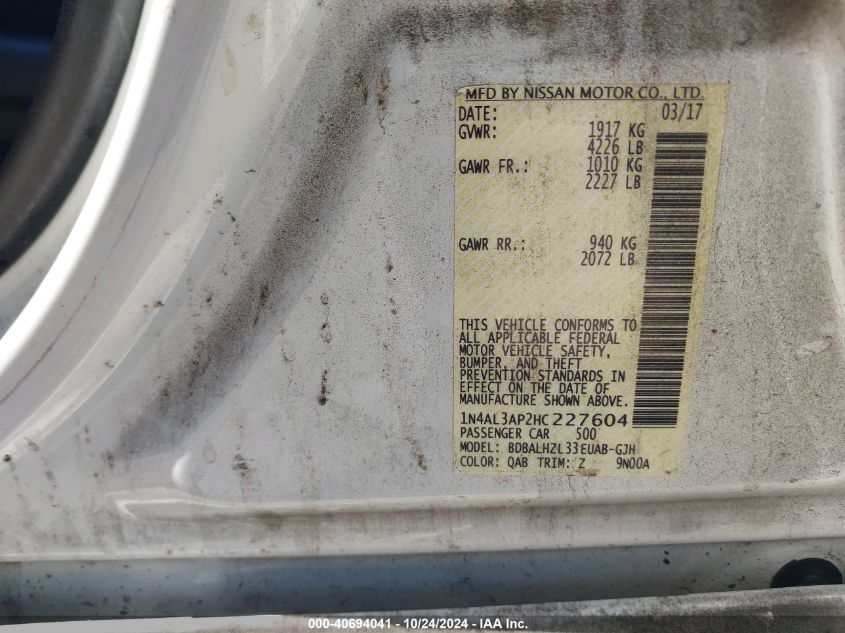 MFD BY NISSAN MOTOR CO., LTD.
DATE: 03/17
GVWR: 1917 KG
4226 LB
GAWR FR.: 1010 KG
2227 LB
GAWR RR.: 940 KG
2072 LB
THIS VEHICLE CONFORMS TO
ALL APPLICABLE FEDERAL
MOTOR VEHICLE SAFETY,
BUMPER, AND THEFT
PREVENTION STANDARDS IN
EFFECT ON THE DATE OF
MANUFACTURE SHOWN ABOVE.
1N4AL3AP2HC227604
PASSENGER CAR 500
MODEL: BDBALHZL33EUAB-GJH
COLOR: QAB TRIM: Z 9N00A
000-40694041 - 10/24/2024 - IAA Inc.